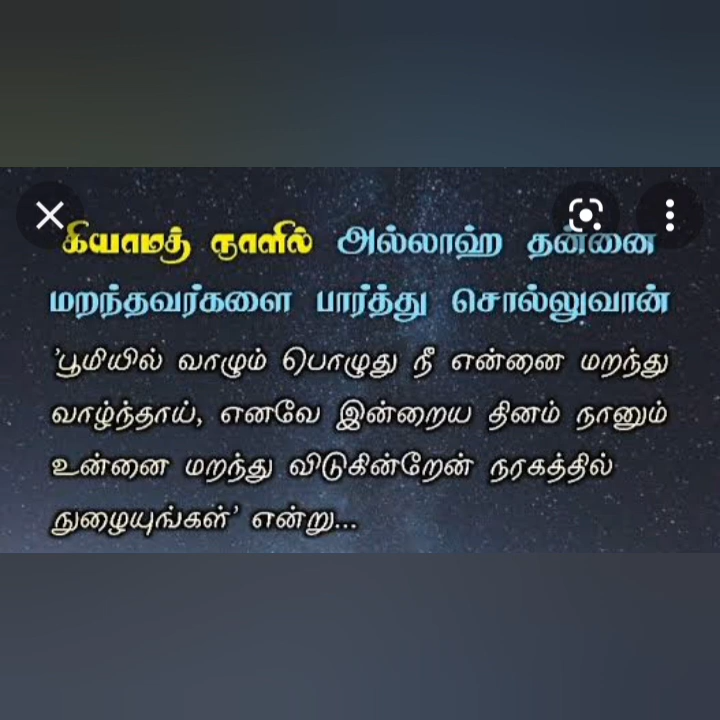 கியாமத் நாளில் அல்லாஹ் தன்னை
மறந்தவர்களை பார்த்து சொல்லுவான்
'பூமியில் வாழும் பொழுது நீ என்னை மறந்து
வாழ்ந்தாய், எனவே இன்றைய தினம் நானும்
உன்னை மறந்து விடுகின்றேன் நரகத்தில்
நுழையுங்கள்' என்று...